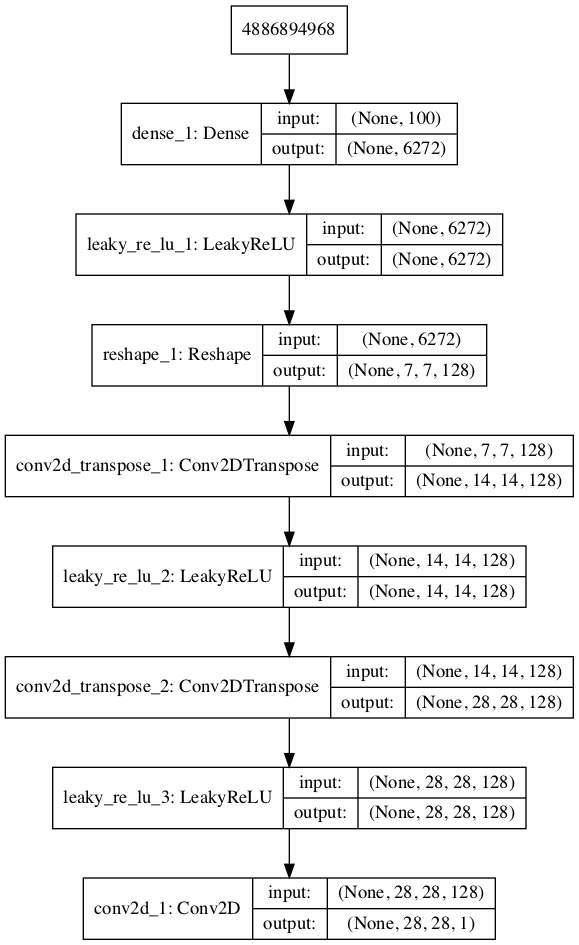 4886894968
dense_1: Dense
input:
(None, 100)
output:
(None, 6272)
leaky_re_lu_1: LeakyReLU
input:
(None, 6272)
output:
(None, 6272)
reshape_1: Reshape
input:
(None, 6272)
output:
(None, 7, 7, 128)
conv2d_transpose_1: Conv2DTranspose
input:
(None, 7, 7, 128)
output:
(None, 14, 14, 128)
leaky_re_lu_2: LeakyReLU
input:
(None, 14, 14, 128)
output:
(None, 14, 14, 128)
conv2d_transpose_2: Conv2DTranspose
input:
(None, 14, 14, 128)
output:
(None, 28, 28, 128)
leaky_re_lu_3: LeakyReLU
input:
(None, 28, 28, 128)
output:
(None, 28, 28, 128)
conv2d_1: Conv2D
input:
(None, 28, 28, 128)
output:
(None, 28, 28, 1)